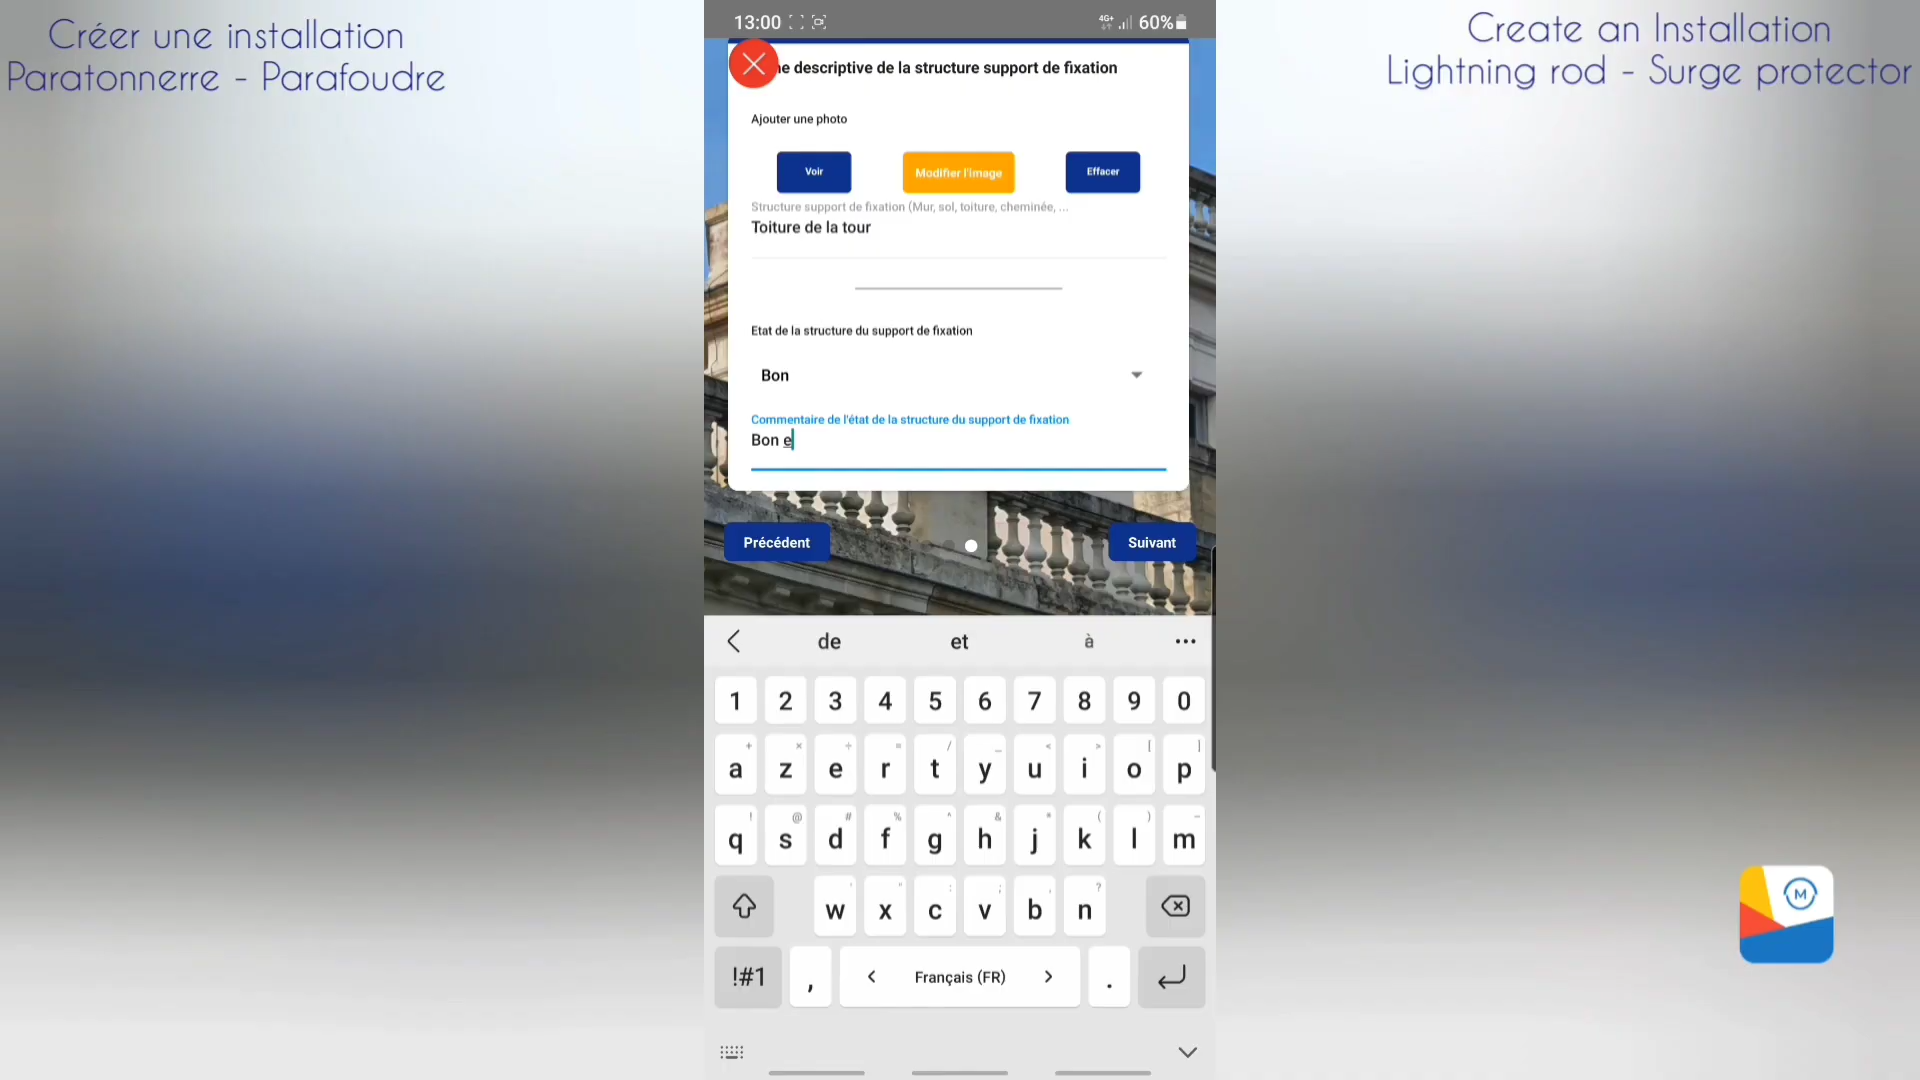 Créer une installation
Paratonnerre - Parafoudre
Create an Installation
Lightning rod - Surge protector
13:00
4G+ 60%
descriptive de la structure support de fixation
Ajouter une photo
Voir
Modifier l'image
Effacer
Structure support de fixation (Mur, sol, toiture, cheminée, ...
Toiture de la tour
Etat de la structure du support de fixation
Bon
Commentaire de l'état de la structure du support de fixation
Bon e
Précédent
Suivant
de et à ...
1 2 3 4 5 6 7 8 9 0
a z e r t y u i o p
q s d f g h j k l m
w x c v b n
!#1 , < Français (FR) > .
M